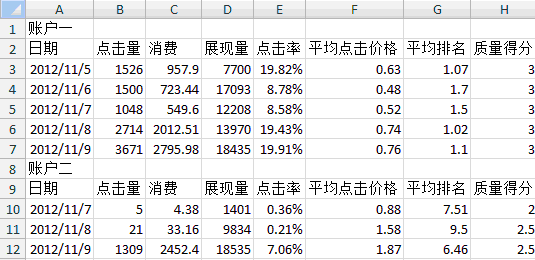 A B C D E F G H
1 账户一
2 日期 点击量 消费 展现量 点击率 平均点击价格 平均排名 质量得分
3 2012/11/5 1526 957.9 7700 19.82% 0.63 1.07 3
4 2012/11/6 1500 723.44 17093 8.78% 0.48 1.7 3
5 2012/11/7 1048 549.6 12208 8.58% 0.52 1.5 3
6 2012/11/8 2714 2012.51 13970 19.43% 0.74 1.02 3
7 2012/11/9 3671 2795.98 18435 19.91% 0.76 1.1 3
8 账户二
9 日期 点击量 消费 展现量 点击率 平均点击价格 平均排名 质量得分
10 2012/11/7 5 4.38 1401 0.36% 0.88 7.51 2
11 2012/11/8 21 33.16 9834 0.21% 1.58 9.5 2.5
12 2012/11/9 1309 2452.4 18535 7.06% 1.87 6.46 2.5